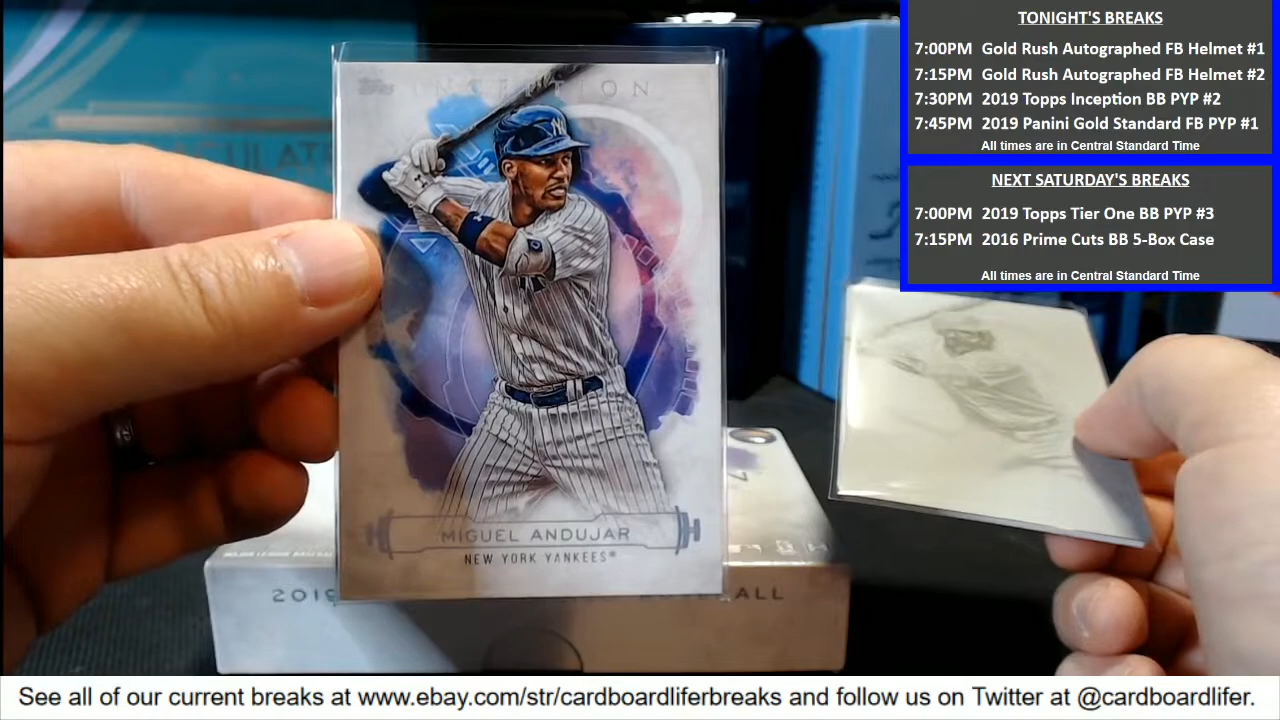 TONIGHT'S BREAKS
7:00PM Gold Rush Autographed FB Helmet #1
7:15PM Gold Rush Autographed FB Helmet #2
7:30PM 2019 Topps Inception BB PYP #2
7:45PM 2019 Panini Gold Standard FB PYP #1
All times are in Central Standard Time
NEXT SATURDAY'S BREAKS
7:00PM 2019 Topps Tier One BB PYP #3
7:15PM 2016 Prime Cuts BB 5-Box Case
All times are in Central Standard Time
topps INCEPTION
NY
MIGUEL ANDUJAR
NEW YORK YANKEES®
MAJOR LEAGUE BASEBALL
2019
See all of our current breaks at www.ebay.com/str/cardboardliferbreaks and follow us on Twitter at @cardboardlifer.